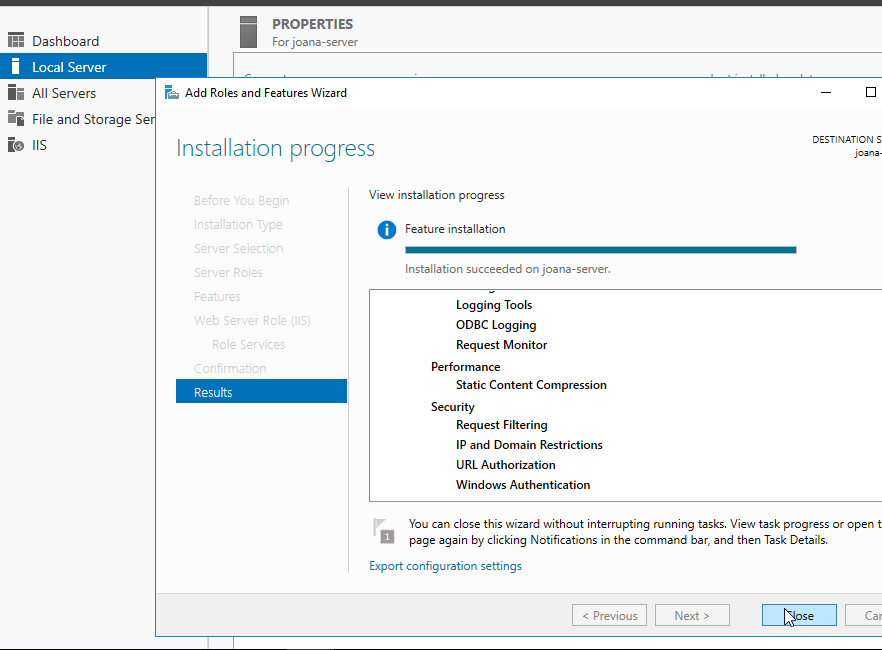 PROPERTIES
For joana-server
Dashboard
Local Server
All Servers
File and Storage Ser
IIS
Add Roles and Features Wizard
Installation progress
DESTINATION S
joana-
Before You Begin
Installation Type
Server Selection
Server Roles
Features
Web Server Role (IIS)
Role Services
Confirmation
Results
View installation progress
Feature installation
Installation succeeded on joana-server.
Logging Tools
ODBC Logging
Request Monitor
Performance
Static Content Compression
Security
Request Filtering
IP and Domain Restrictions
URL Authorization
Windows Authentication
1
You can close this wizard without interrupting running tasks. View task progress or open t
page again by clicking Notifications in the command bar, and then Task Details.
Export configuration settings
< Previous
Next >
Close
Can